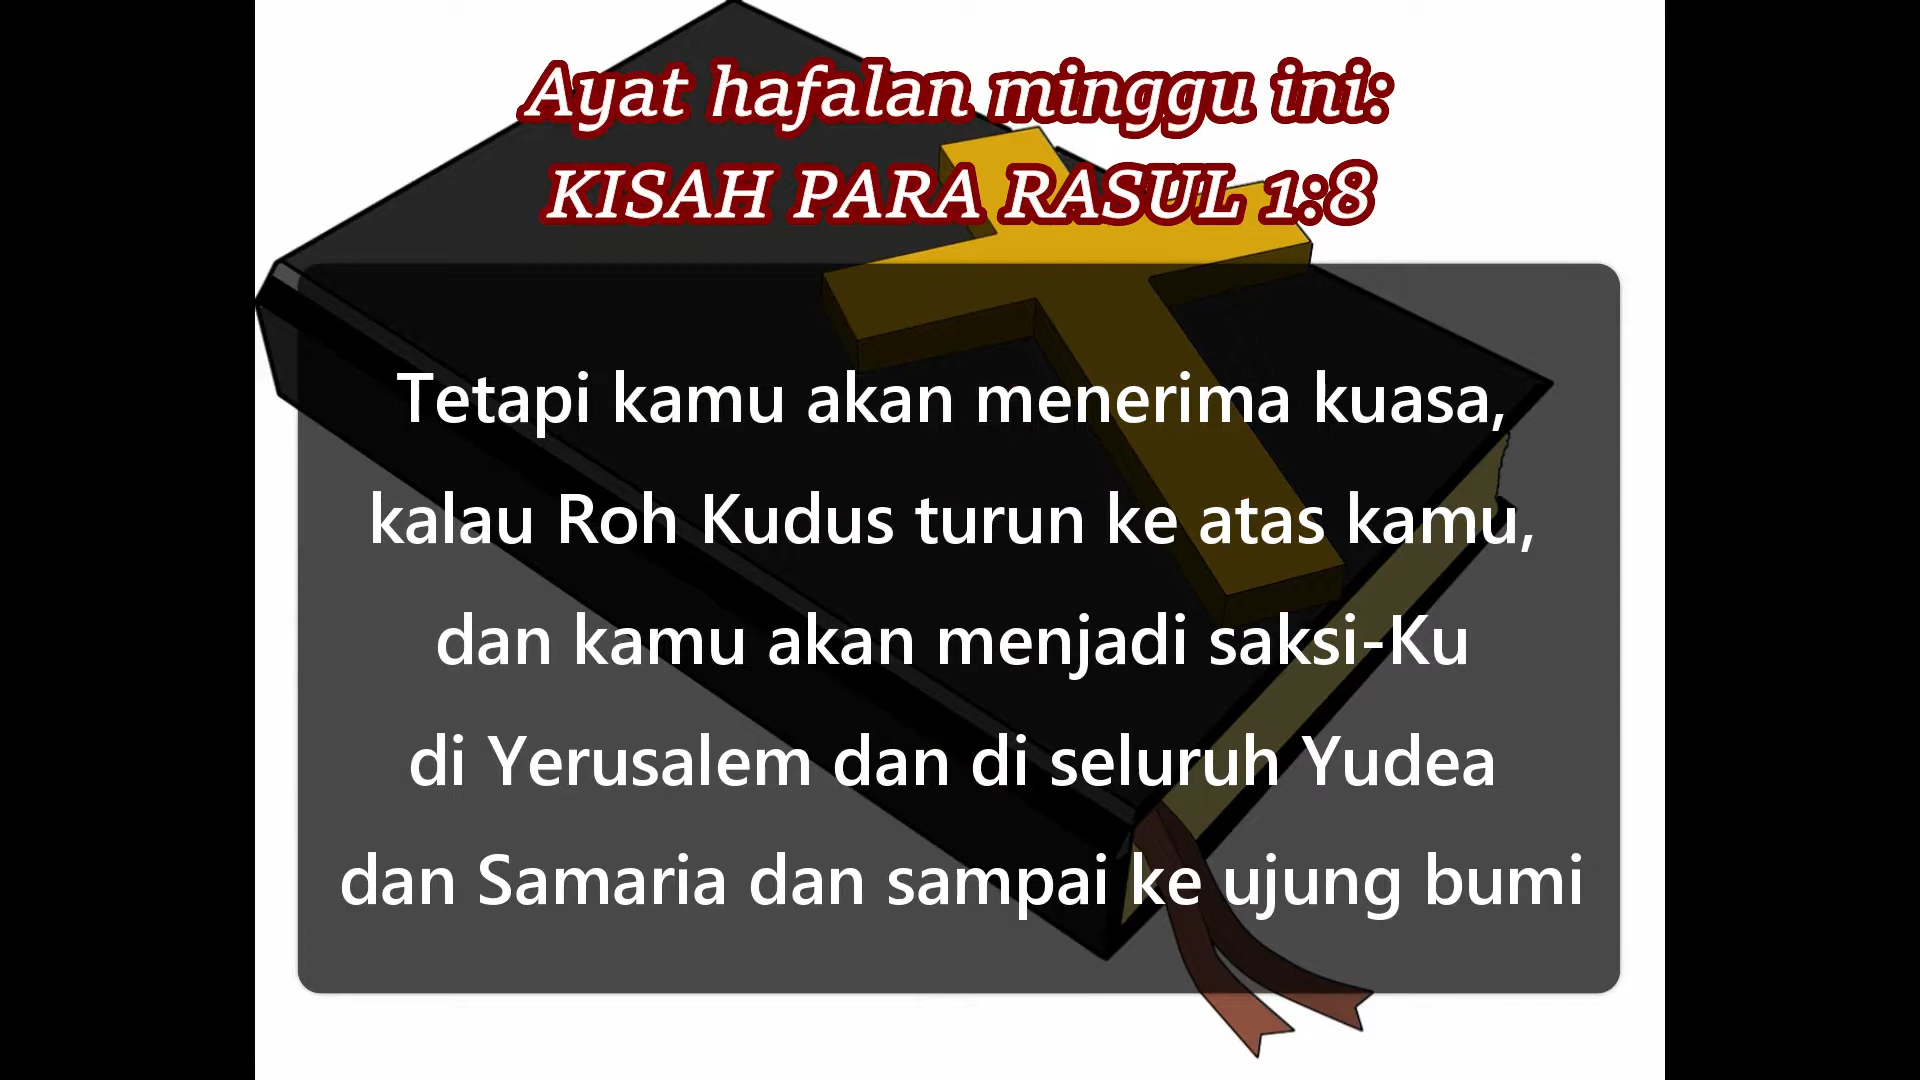 Ayat hafalan minggu ini:
KISAH PARA RASUL 1:8
Tetapi kamu akan menerima kuasa,
kalau Roh Kudus turun ke atas kamu,
dan kamu akan menjadi saksi-Ku
di Yerusalem dan di seluruh Yudea
dan Samaria dan sampai ke ujung bumi